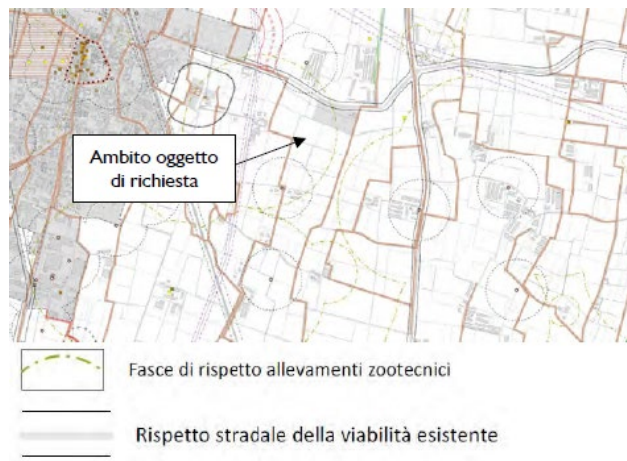 Ambito oggetto
di richiesta
Fasce di rispetto allevamenti zootecnici
Rispetto stradale della viabilità esistente